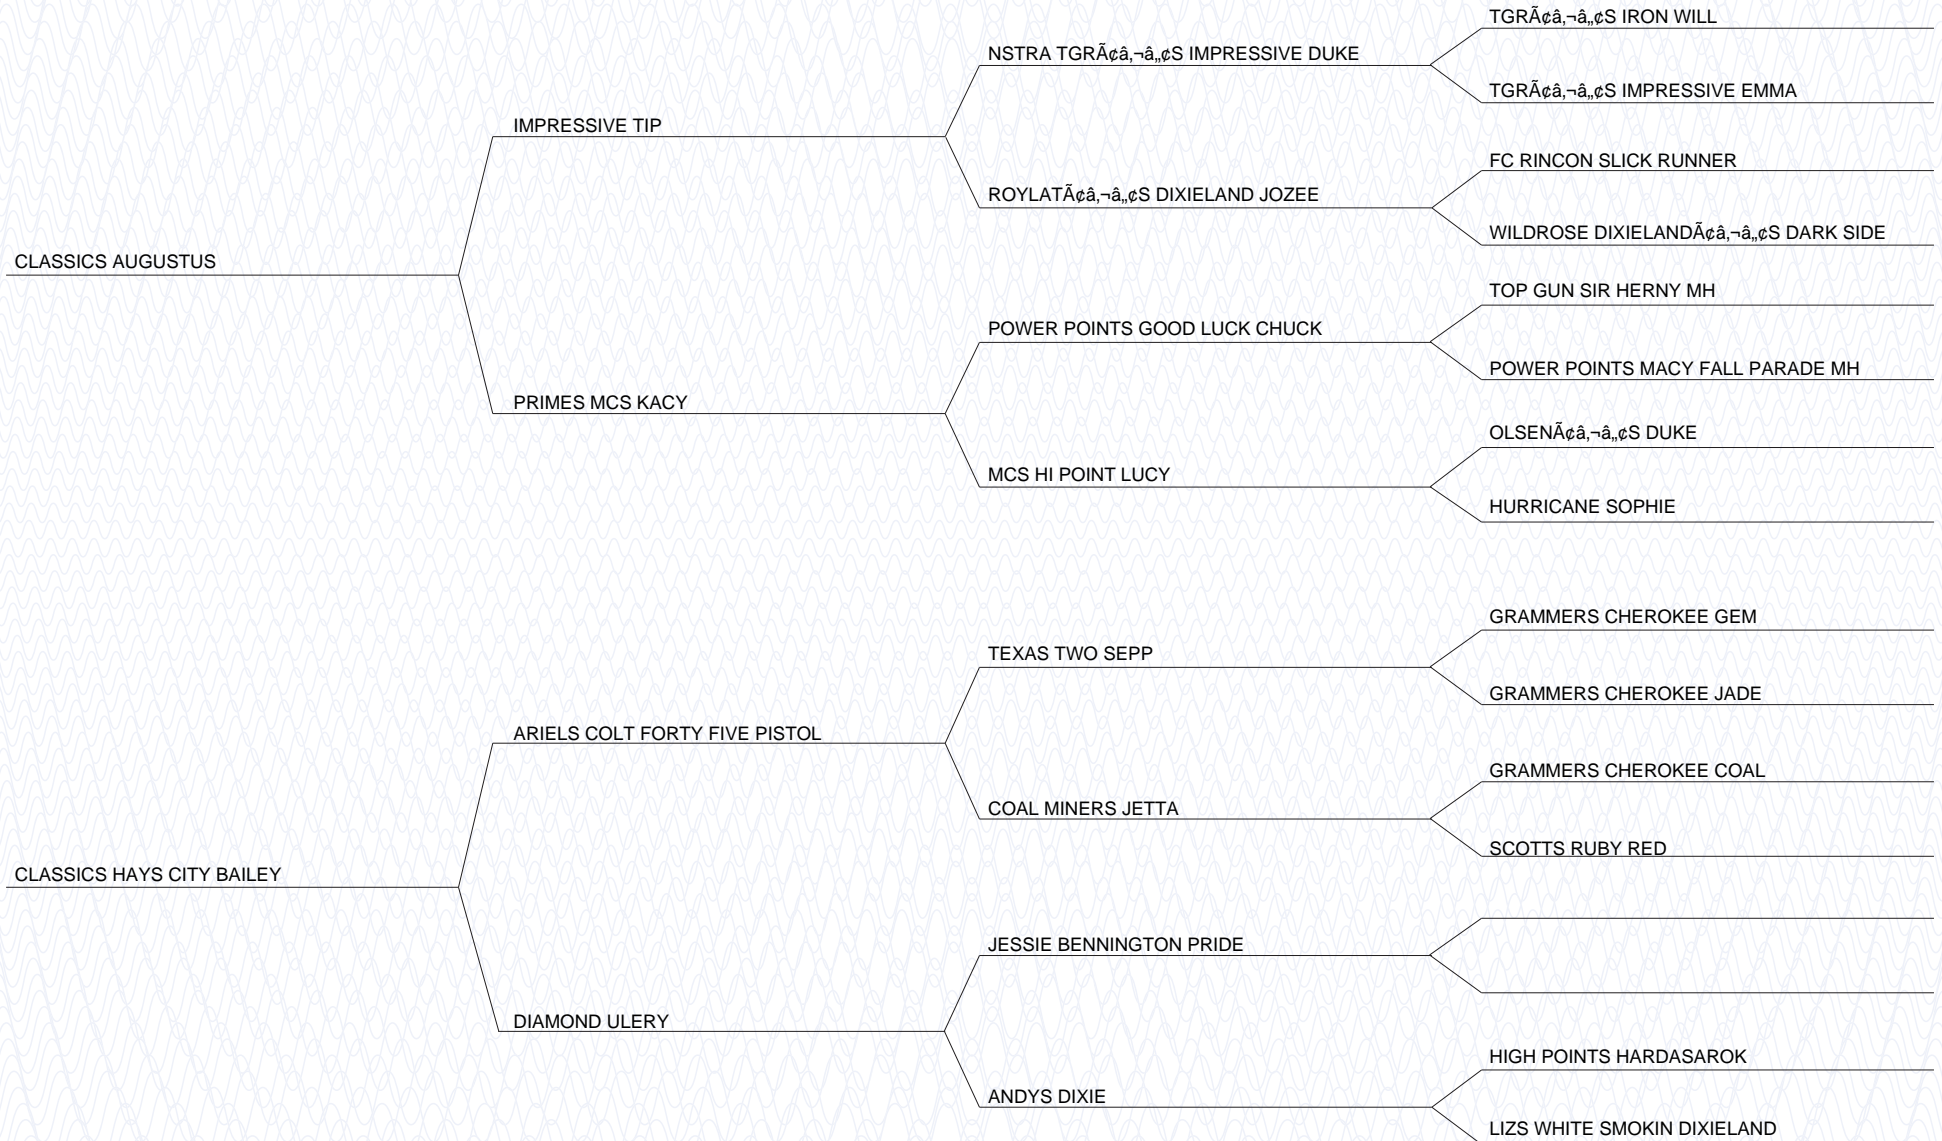 TGRÃ¢â‚¬â„¢S IRON WILL
NSTRA TGRÃ¢â‚¬â„¢S IMPRESSIVE DUKE
TGRÃ¢â‚¬â„¢S IMPRESSIVE EMMA
IMPRESSIVE TIP
FC RINCON SLICK RUNNER
ROYLATÃ¢â‚¬â„¢S DIXIELAND JOZEE
WILDROSE DIXIELANDÃ¢â‚¬â„¢S DARK SIDE
CLASSICS AUGUSTUS
TOP GUN SIR HERNY MH
POWER POINTS GOOD LUCK CHUCK
POWER POINTS MACY FALL PARADE MH
PRIMES MCS KACY
OLSENÃ¢â‚¬â„¢S DUKE
MCS HI POINT LUCY
HURRICANE SOPHIE
GRAMMERS CHEROKEE GEM
TEXAS TWO SEPP
GRAMMERS CHEROKEE JADE
ARIELS COLT FORTY FIVE PISTOL
GRAMMERS CHEROKEE COAL
COAL MINERS JETTA
SCOTTS RUBY RED
CLASSICS HAYS CITY BAILEY
JESSIE BENNINGTON PRIDE
DIAMOND ULERY
HIGH POINTS HARDASAROK
ANDYS DIXIE
LIZS WHITE SMOKIN DIXIELAND